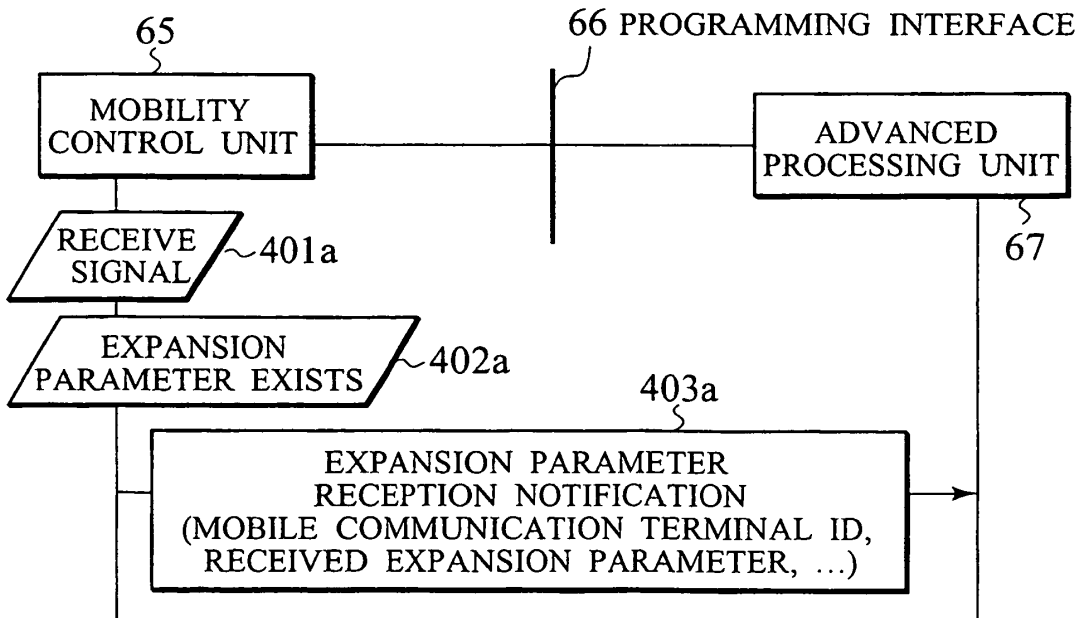 65
66 PROGRAMMING INTERFACE
MOBILITY
CONTROL UNIT
ADVANCED
PROCESSING UNIT
67
RECEIVE
SIGNAL
401a
EXPANSION
PARAMETER EXISTS
402a
403a
EXPANSION PARAMETER
RECEPTION NOTIFICATION
(MOBILE COMMUNICATION TERMINAL ID,
RECEIVED EXPANSION PARAMETER, ...)